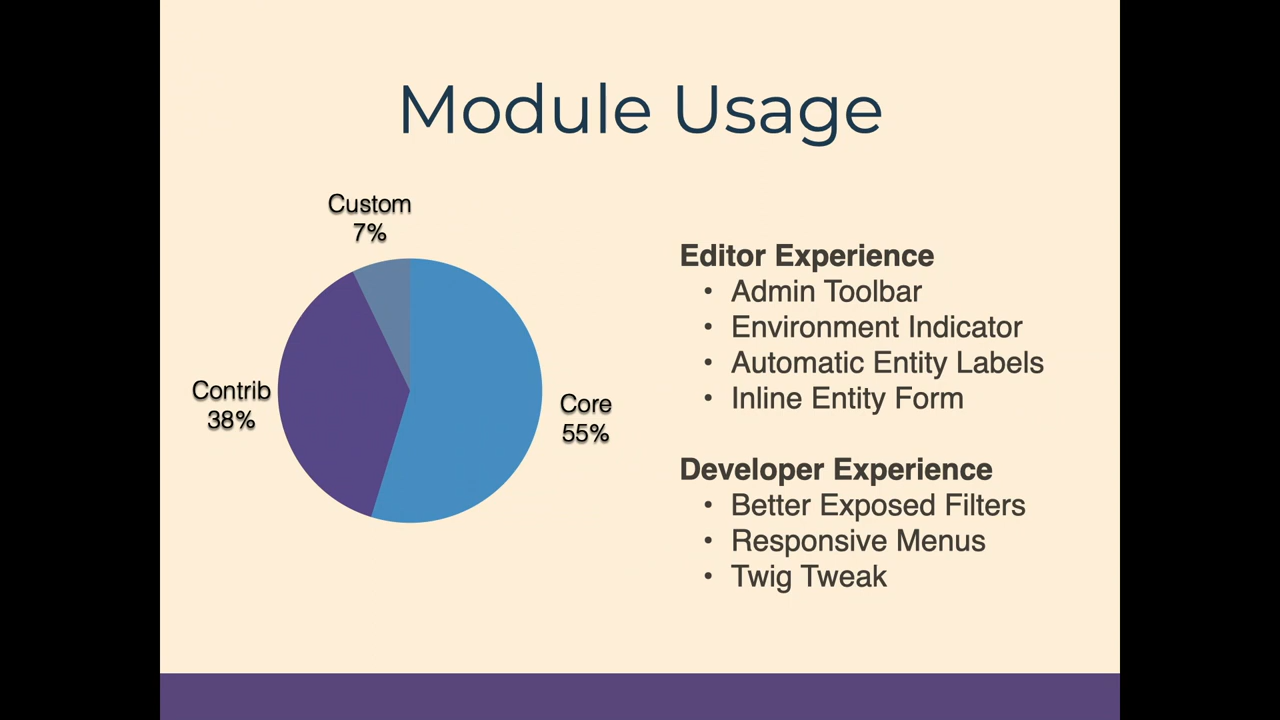 Module Usage
Custom
7%
Contrib
38%
Core
55%
Editor Experience
• Admin Toolbar
• Environment Indicator
• Automatic Entity Labels
• Inline Entity Form
Developer Experience
• Better Exposed Filters
• Responsive Menus
• Twig Tweak